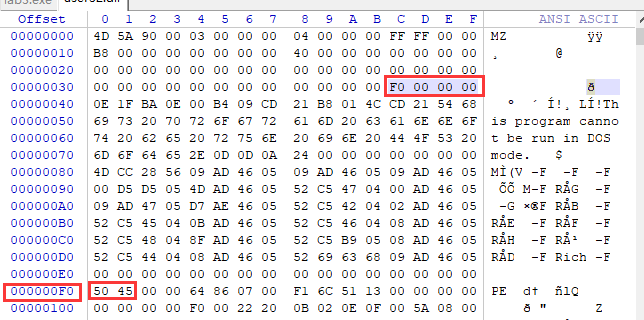 lab3.exe
Offset 0 1 2 3 4 5 6 7 8 9 A B C D E F ANSI ASCII
00000000 4D 5A 90 00 03 00 00 00 04 00 00 00 FF FF 00 00 MZ ÿÿ
00000010 B8 00 00 00 00 00 00 00 40 00 00 00 00 00 00 00 ¸ @
00000020 00 00 00 00 00 00 00 00 00 00 00 00 00 00 00 00
00000030 00 00 00 00 00 00 00 00 00 00 00 00 F0 00 00 00 ð
00000040 0E 1F BA 0E 00 B4 09 CD 21 B8 01 4C CD 21 54 68 º ´ Í!¸ LÍ!Th
00000050 69 73 20 70 72 6F 67 72 61 6D 20 63 61 6E 6E 6F is program canno
00000060 74 20 62 65 20 72 75 6E 20 69 6E 20 44 4F 53 20 t be run in DOS
00000070 6D 6F 64 65 2E 0D 0D 0A 24 00 00 00 00 00 00 00 mode. $
00000080 4D CC 28 56 09 AD 46 05 09 AD 46 05 09 AD 46 05 MÌ(V -F -F -F
00000090 00 D5 D5 05 4D AD 46 05 52 C5 47 04 00 AD 46 05 ÕÕ M-F RÅG -F
000000A0 09 AD 47 05 D7 AE 46 05 52 C5 42 04 02 AD 46 05 -G ×®F RÅB -F
000000B0 52 C5 45 04 0B AD 46 05 52 C5 46 04 08 AD 46 05 RÅE -F RÅF -F
000000C0 52 C5 48 04 8F AD 46 05 52 C5 B9 05 08 AD 46 05 RÅH -F RÅ¹ -F
000000D0 52 C5 44 04 08 AD 46 05 52 69 63 68 09 AD 46 05 RÅD -F Rich -F
000000E0 00 00 00 00 00 00 00 00 00 00 00 00 00 00 00 00
000000F0 50 45 00 00 64 86 07 00 F1 6C 51 13 00 00 00 00 PE d† ñlQ
00000100 00 00 00 00 F0 00 22 20 0B 02 0E 0F 00 5A 08 00 ð " Z